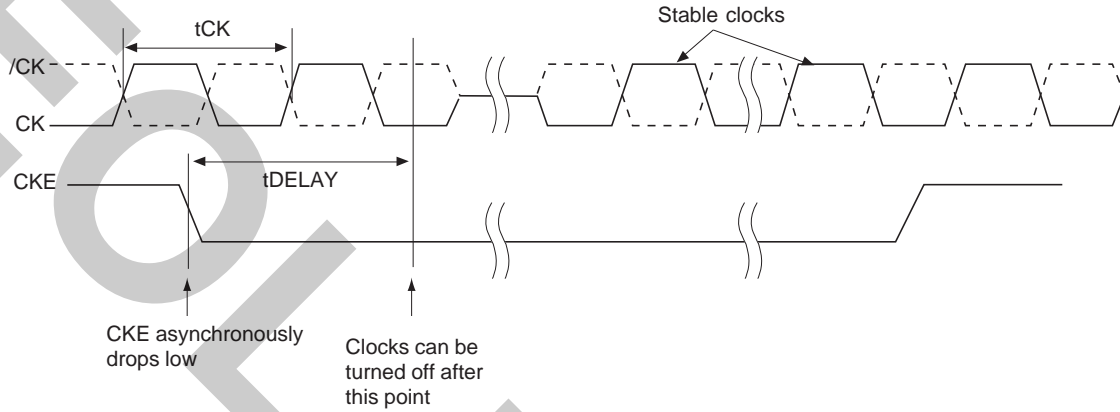 Stable clocks
tCK
/CK
CK
CKE
tDELAY
CKE asynchronously
drops low
Clocks can be
turned off after
this point